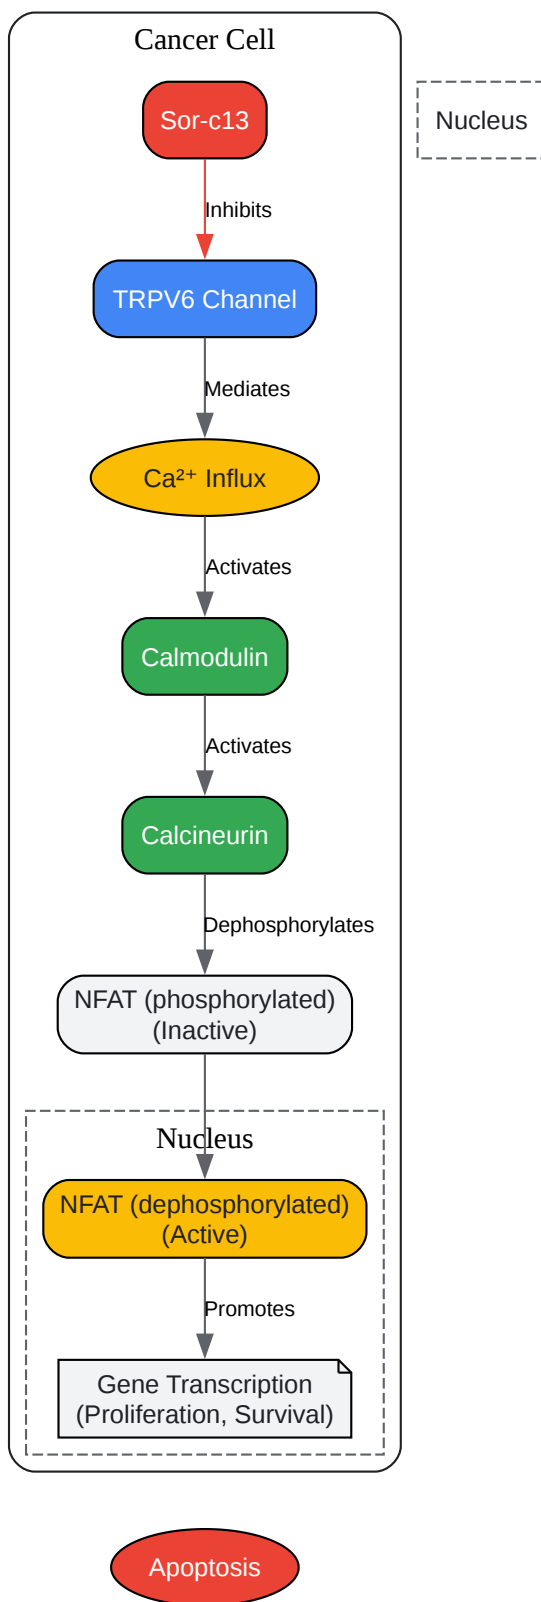 Cancer Cell
Sor-c13
Nucleus
Inhibits
TRPV6 Channel
Mediates
Ca²⁺ Influx
Activates
Calmodulin
Activates
Calcineurin
Dephosphorylates
NFAT (phosphorylated)
(Inactive)
Nucleus
NFAT (dephosphorylated)
(Active)
Promotes
Gene Transcription
(Proliferation, Survival)
Apoptosis